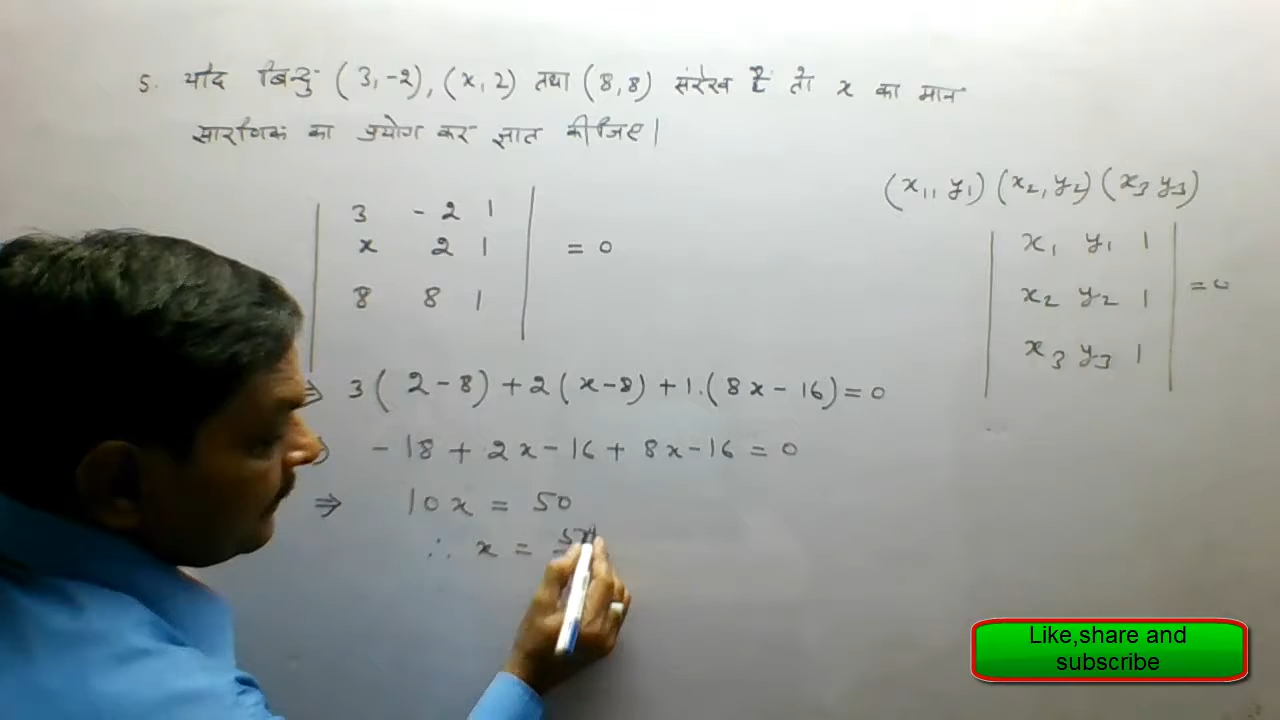 5. यदि बिन्दु (3,-2), (x,2) तथा (8,8) संरेख है तो x का मान
सारणिक का प्रयोग कर ज्ञात कीजिए।
(x₁, y₁) (x₂, y₂) (x₃ y₃)
3 -2 1
x 2 1 = 0
8 8 1
x₁ y₁ 1
x₂ y₂ 1 = 0
x₃ y₃ 1
⇒ 3( 2-8) +2(x-8) +1.(8x-16)=0
-18 + 2x-16 + 8x-16 = 0
⇒ 10x = 50
∴ x =
Like,share and
subscribe